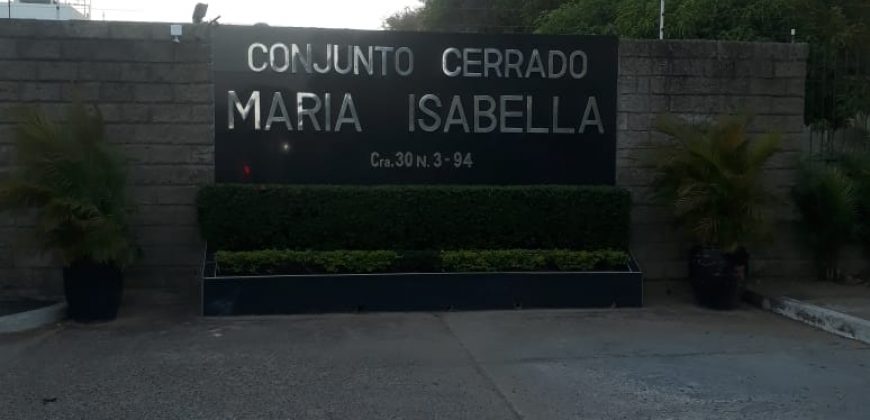 CONJUNTO CERRADO
MARIA ISABELLA
Cra. 30 N. 3 - 94